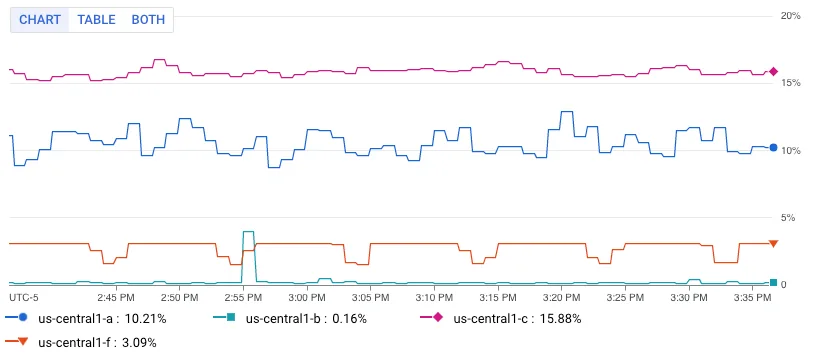 CHART TABLE BOTH
20%
15%
10%
5%
0
UTC-5 2:45 PM 2:50 PM 2:55 PM 3:00 PM 3:05 PM 3:10 PM 3:15 PM 3:20 PM 3:25 PM 3:30 PM 3:35 PM
us-central1-a : 10.21% us-central1-b : 0.16% us-central1-c : 15.88%
us-central1-f : 3.09%